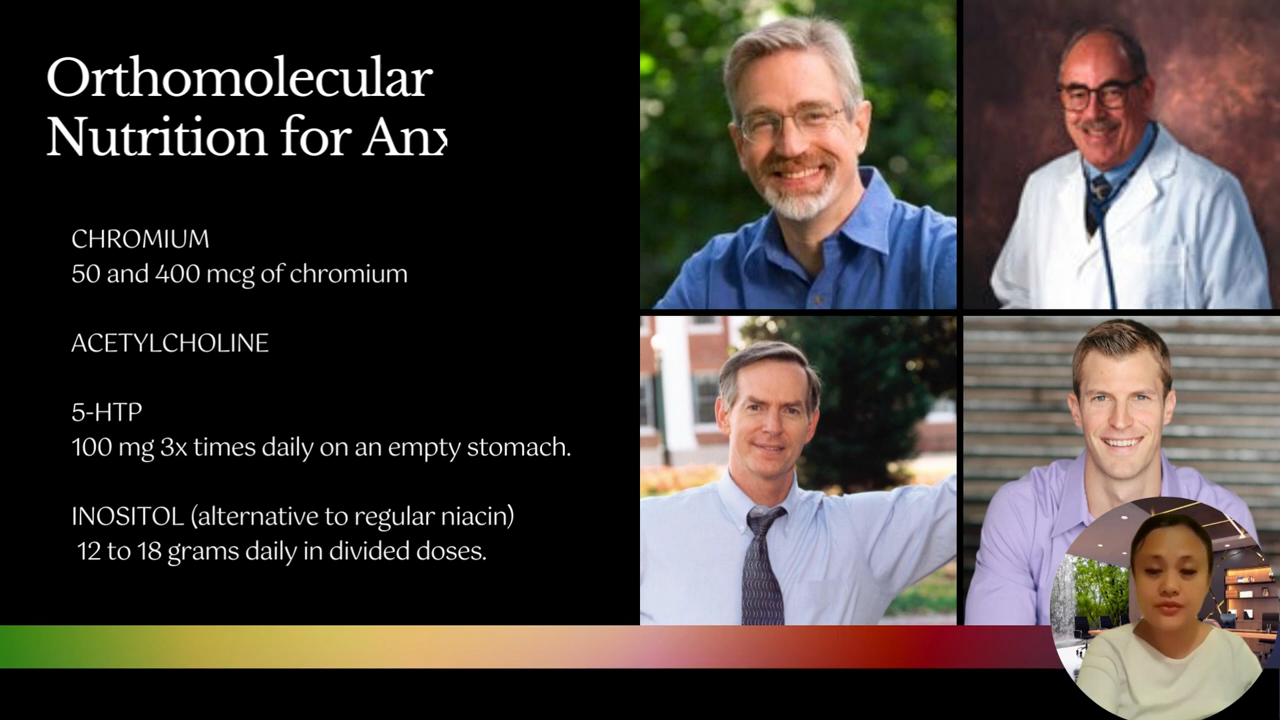 Orthomolecular
Nutrition for Anx
CHROMIUM
50 and 400 mcg of chromium
ACETYLCHOLINE
5-HTP
100 mg 3x times daily on an empty stomach.
INOSITOL (alternative to regular niacin)
12 to 18 grams daily in divided doses.